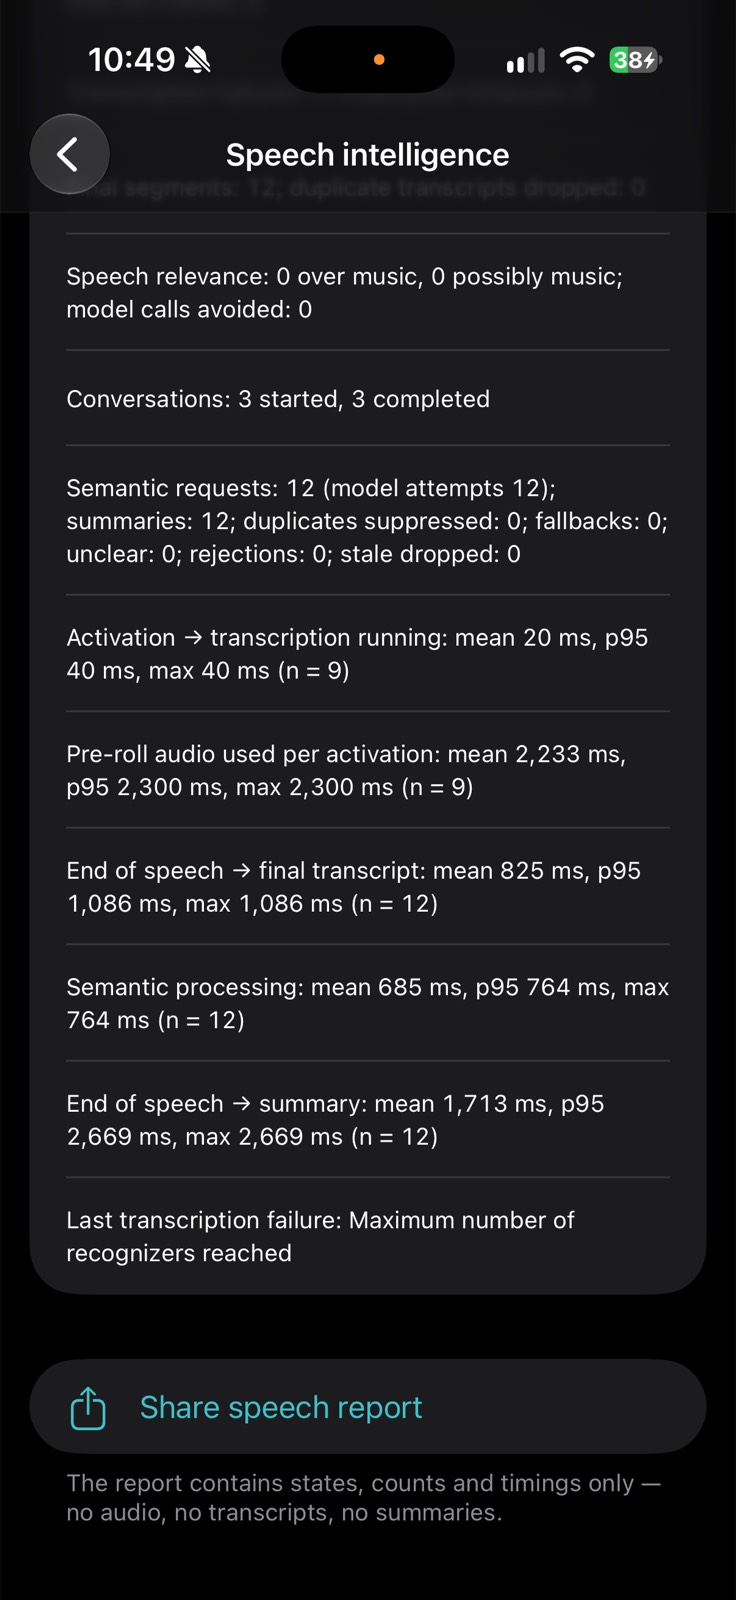 10:49
38
Speech intelligence
segments: 12; duplicate transcripts dropped: 0
Speech relevance: 0 over music, 0 possibly music;
model calls avoided: 0
Conversations: 3 started, 3 completed
Semantic requests: 12 (model attempts 12);
summaries: 12; duplicates suppressed: 0; fallbacks: 0;
unclear: 0; rejections: 0; stale dropped: 0
Activation → transcription running: mean 20 ms, p95
40 ms, max 40 ms (n = 9)
Pre-roll audio used per activation: mean 2,233 ms,
p95 2,300 ms, max 2,300 ms (n = 9)
End of speech → final transcript: mean 825 ms, p95
1,086 ms, max 1,086 ms (n = 12)
Semantic processing: mean 685 ms, p95 764 ms, max
764 ms (n = 12)
End of speech → summary: mean 1,713 ms, p95
2,669 ms, max 2,669 ms (n = 12)
Last transcription failure: Maximum number of
recognizers reached
Share speech report
The report contains states, counts and timings only —
no audio, no transcripts, no summaries.